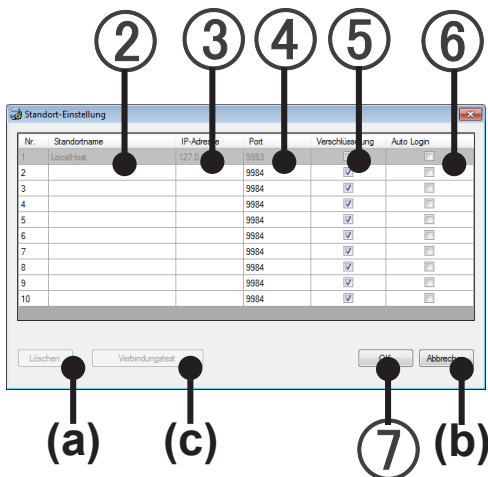 ② ③ ④ ⑤ ⑥
Standort-Einstellung
Nr. Standortname IP-Adresse Port Verschlüsselung Auto Login
1 LocalHost 127.0. 9983
2 9984
3 9984
4 9984
5 9984
6 9984
7 9984
8 9984
9 9984
10 9984
Löschen Verbindungstest OK Abbrechen
(a) (c) ⑦ (b)